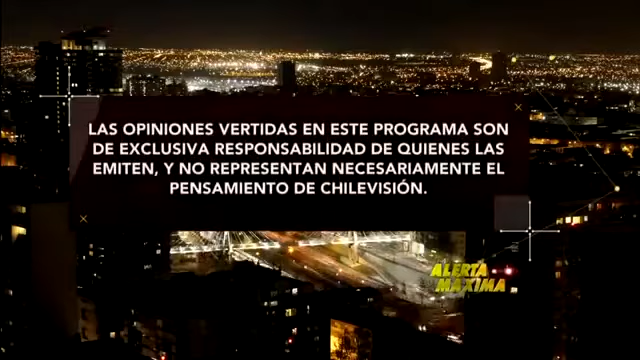 LAS OPINIONES VERTIDAS EN ESTE PROGRAMA SON
DE EXCLUSIVA RESPONSABILIDAD DE QUIENES LAS
EMITEN, Y NO REPRESENTAN NECESARIAMENTE EL
PENSAMIENTO DE CHILEVISIÓN.
ALERTA
MÁXIMA